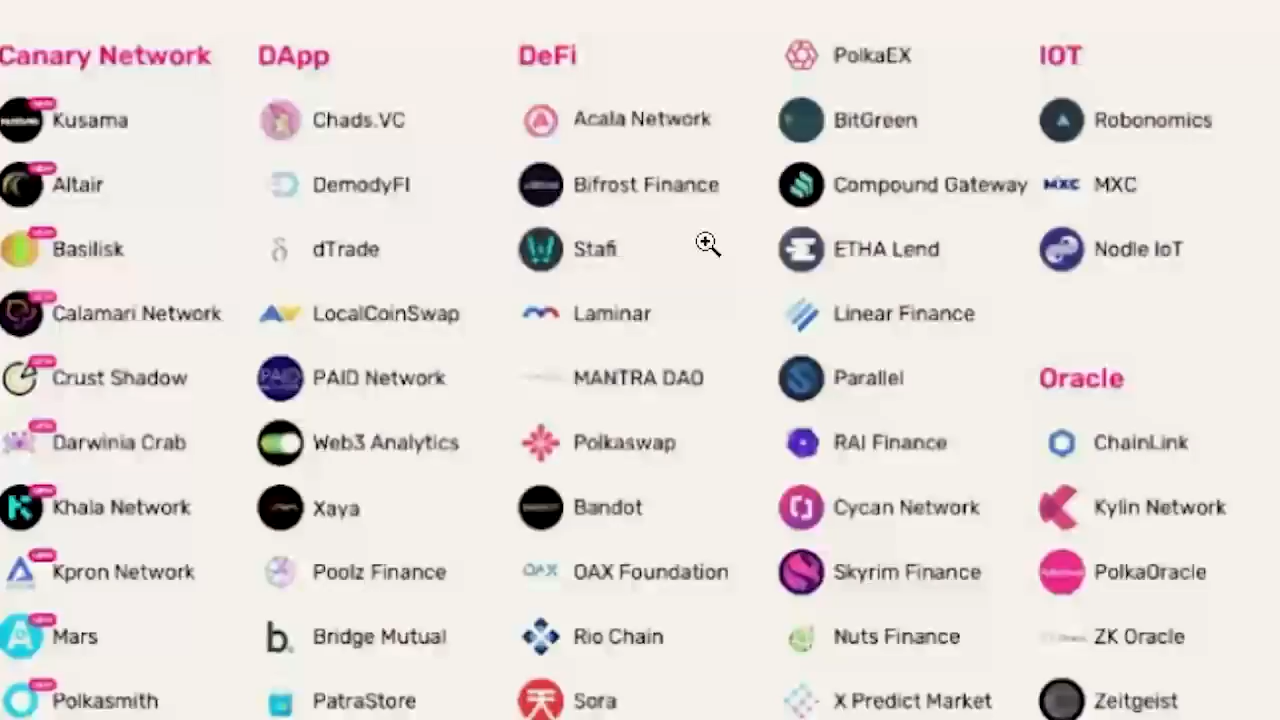 Canary Network
Kusama
Altair
Basilisk
Calamari Network
Crust Shadow
Darwinia Crab
Khala Network
Kpron Network
Mars
Polkasmith
DApp
Chads.VC
DemodyFI
dTrade
LocalCoinSwap
PAID Network
Web3 Analytics
Xaya
Poolz Finance
Bridge Mutual
PatraStore
DeFi
Acala Network
Bifrost Finance
Stafi
Laminar
MANTRA DAO
Polkaswap
Bandot
OAX OAX Foundation
Rio Chain
Sora
PolkaEX
BitGreen
Compound Gateway
ETHA Lend
Linear Finance
Parallel
RAI Finance
Cycan Network
Skyrim Finance
Nuts Finance
X Predict Market
IOT
Robonomics
MXC MXC
Nodle IoT
Oracle
ChainLink
Kylin Network
PolkaOracle
ZK Oracle
Zeitgeist